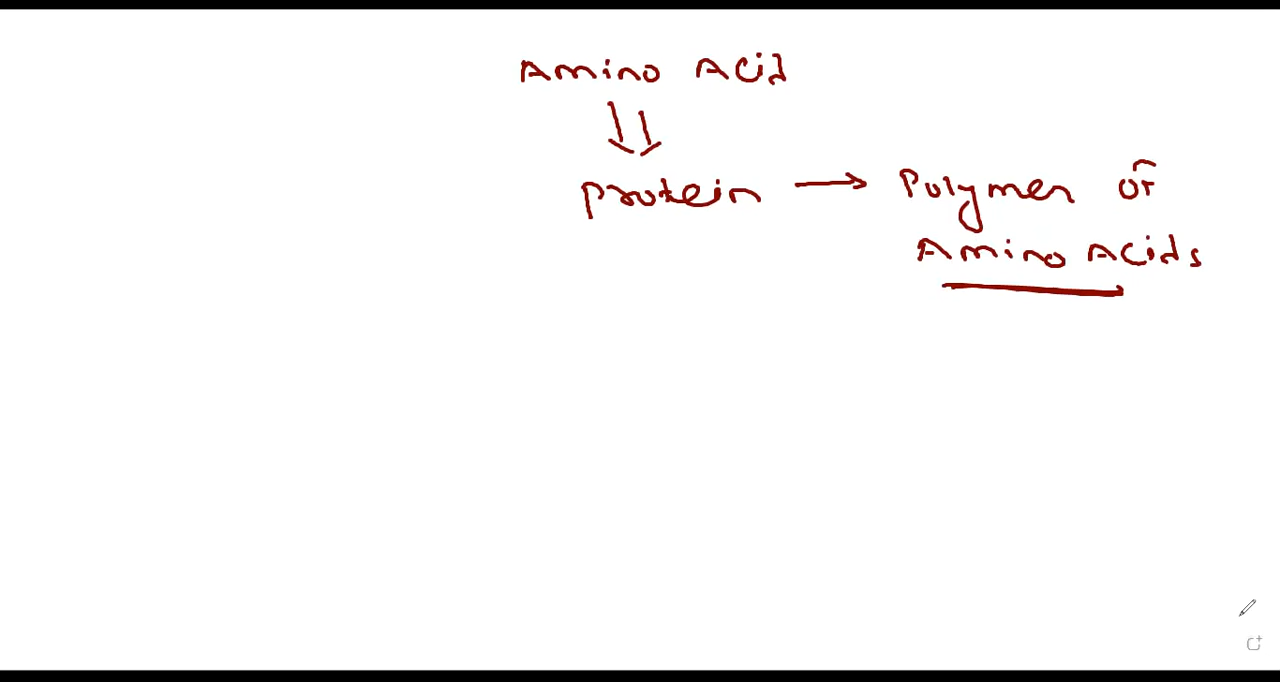 Amino Acid
protein → Polymer of
Amino Acids